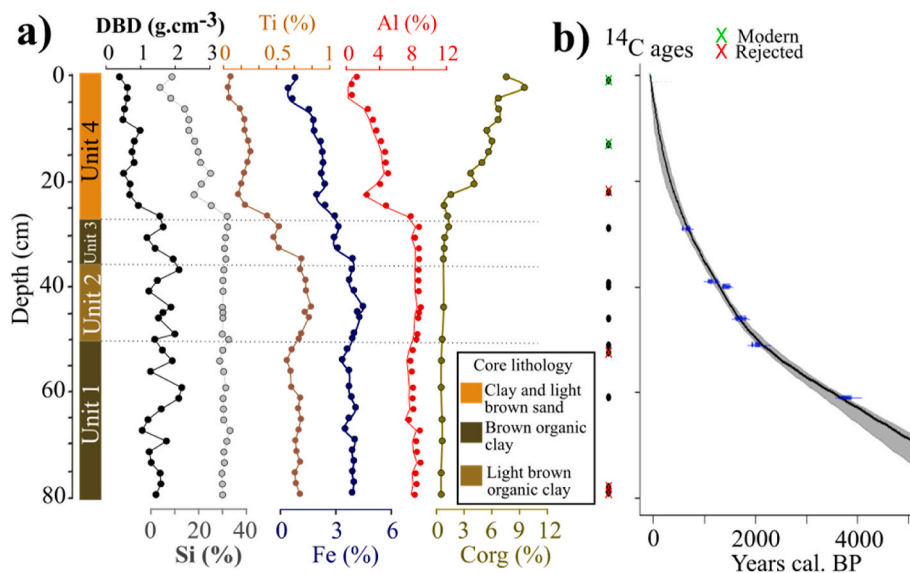 a)
DBD
(g.cm⁻³)
Ti (%)
Al (%)
0 1 2 3
0 0.5 1
0 4 8 12
Depth (cm)
0
20
40
60
80
Unit 4
Unit 3
Unit 2
Unit 1
Core lithology
Clay and light
brown sand
Brown organic
clay
Light brown
organic clay
0 20 40
Si (%)
0 3 6
Fe (%)
0 3 6 9 12
Corg (%)
b)
¹⁴C ages
Modern
Rejected
0 2000 4000
Years cal. BP